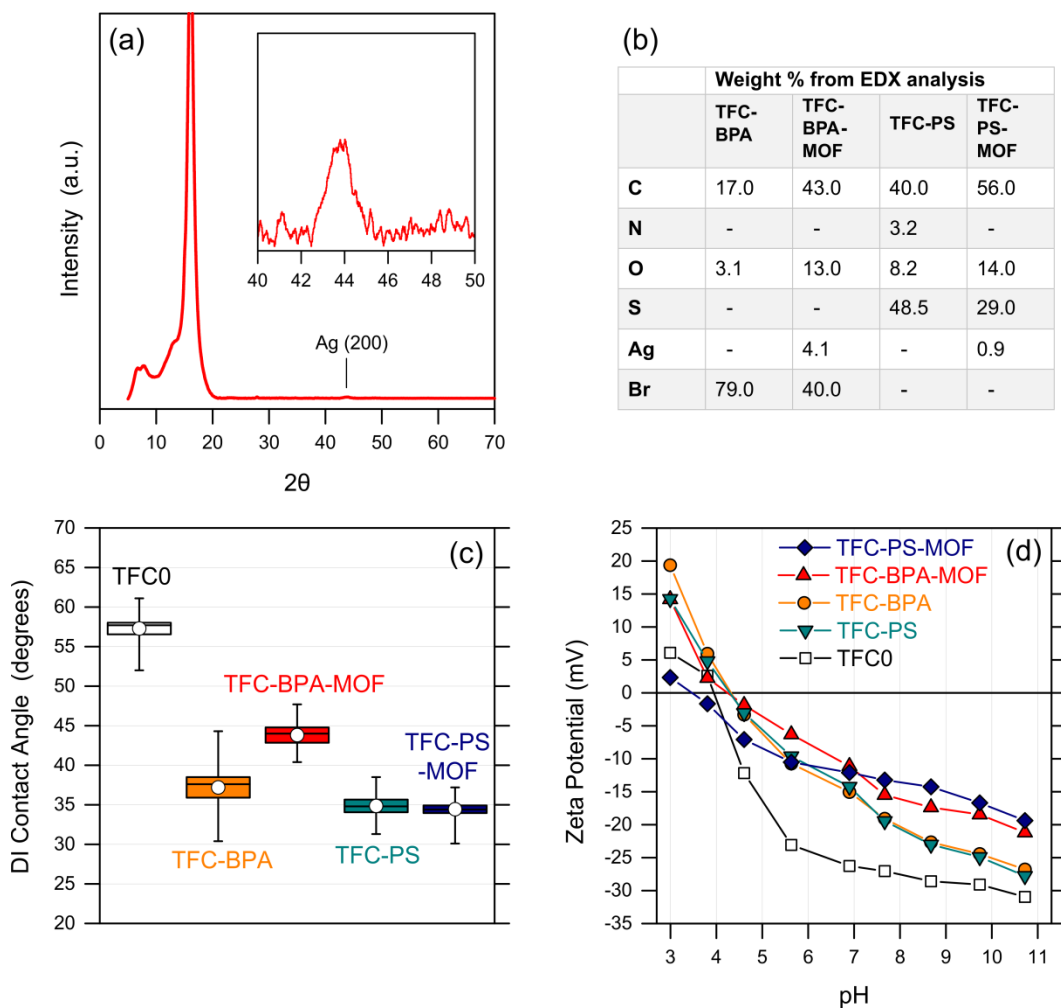 (a)
Intensity (a.u.)
40 42 44 46 48 50
Ag (200)
0 10 20 30 40 50 60 70
2θ
(b)
Weight % from EDX analysis
TFC-BPA TFC-BPA-MOF TFC-PS TFC-PS-MOF
C 17.0 43.0 40.0 56.0
N - - 3.2 -
O 3.1 13.0 8.2 14.0
S - - 48.5 29.0
Ag - 4.1 - 0.9
Br 79.0 40.0 - -
(c)
DI Contact Angle (degrees)
70
65
60
55
50
45
40
35
30
25
20
TFC0
TFC-BPA-MOF
TFC-PS
-MOF
TFC-BPA
TFC-PS
(d)
Zeta Potential (mV)
25
20
15
10
5
0
-5
-10
-15
-20
-25
-30
-35
TFC-PS-MOF
TFC-BPA-MOF
TFC-BPA
TFC-PS
TFC0
3 4 5 6 7 8 9 10 11
pH